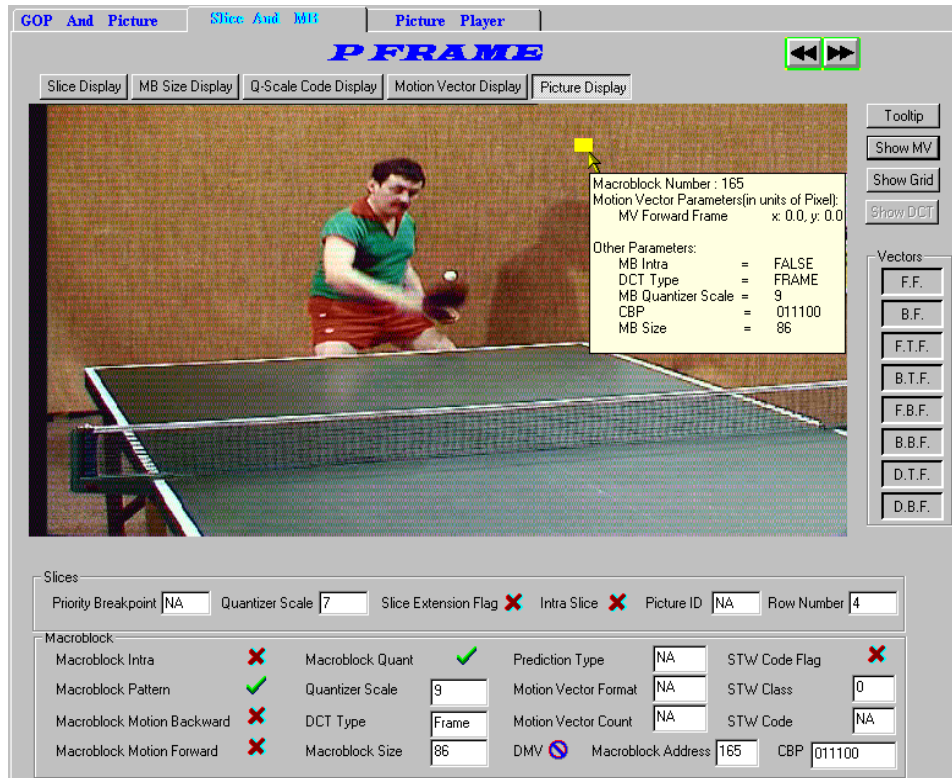 GOP And Picture Slice And MB Picture Player
P FRAME
Slice Display MB Size Display Q-Scale Code Display Motion Vector Display Picture Display
Tooltip
Show MV
Show Grid
Show DCT
Macroblock Number : 165
Motion Vector Parameters(in units of Pixel):
MV Forward Frame x: 0.0, y: 0.0
Other Parameters:
MB Intra = FALSE
DCT Type = FRAME
MB Quantizer Scale = 9
CBP = 011100
MB Size = 86
Vectors
F.F.
B.F.
F.T.F.
B.T.F.
F.B.F.
B.B.F.
D.T.F.
D.B.F.
Slices
Priority Breakpoint NA Quantizer Scale 7 Slice Extension Flag Intra Slice Picture ID NA Row Number 4
Macroblock
Macroblock Intra Macroblock Quant Prediction Type NA STW Code Flag
Macroblock Pattern Quantizer Scale 9 Motion Vector Format NA STW Class 0
Macroblock Motion Backward DCT Type Frame Motion Vector Count NA STW Code NA
Macroblock Motion Forward Macroblock Size 86 DMV Macroblock Address 165 CBP 011100